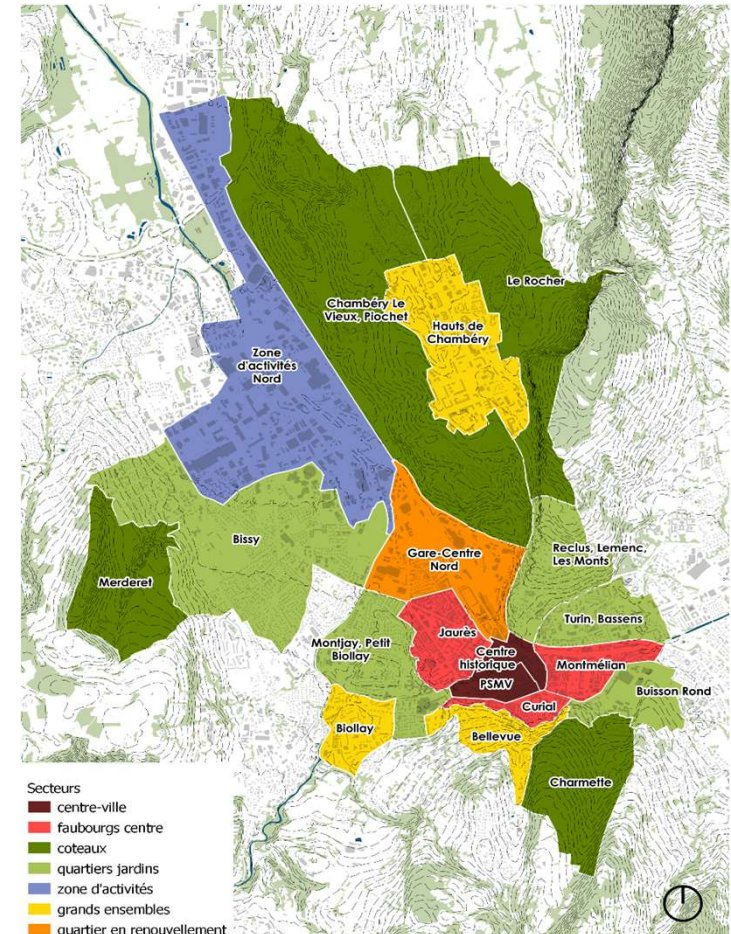 Le Rocher
Chambéry Le
Vieux, Piochet
Hauts de
Chambéry
Zone
d'activités
Nord
Bissy
Merderet
Gare-Centre
Nord
Reclus, Lemenc,
Les Monts
Turin, Bassens
Jaurès
Montjay, Petit
Biollay
Centre
historique
PSMV
Montmélian
Buisson Rond
Curial
Biollay
Bellevue
Charmette
Secteurs
centre-ville
faubourgs centre
coteaux
quartiers jardins
zone d'activités
grands ensembles
quartier en renouvellement